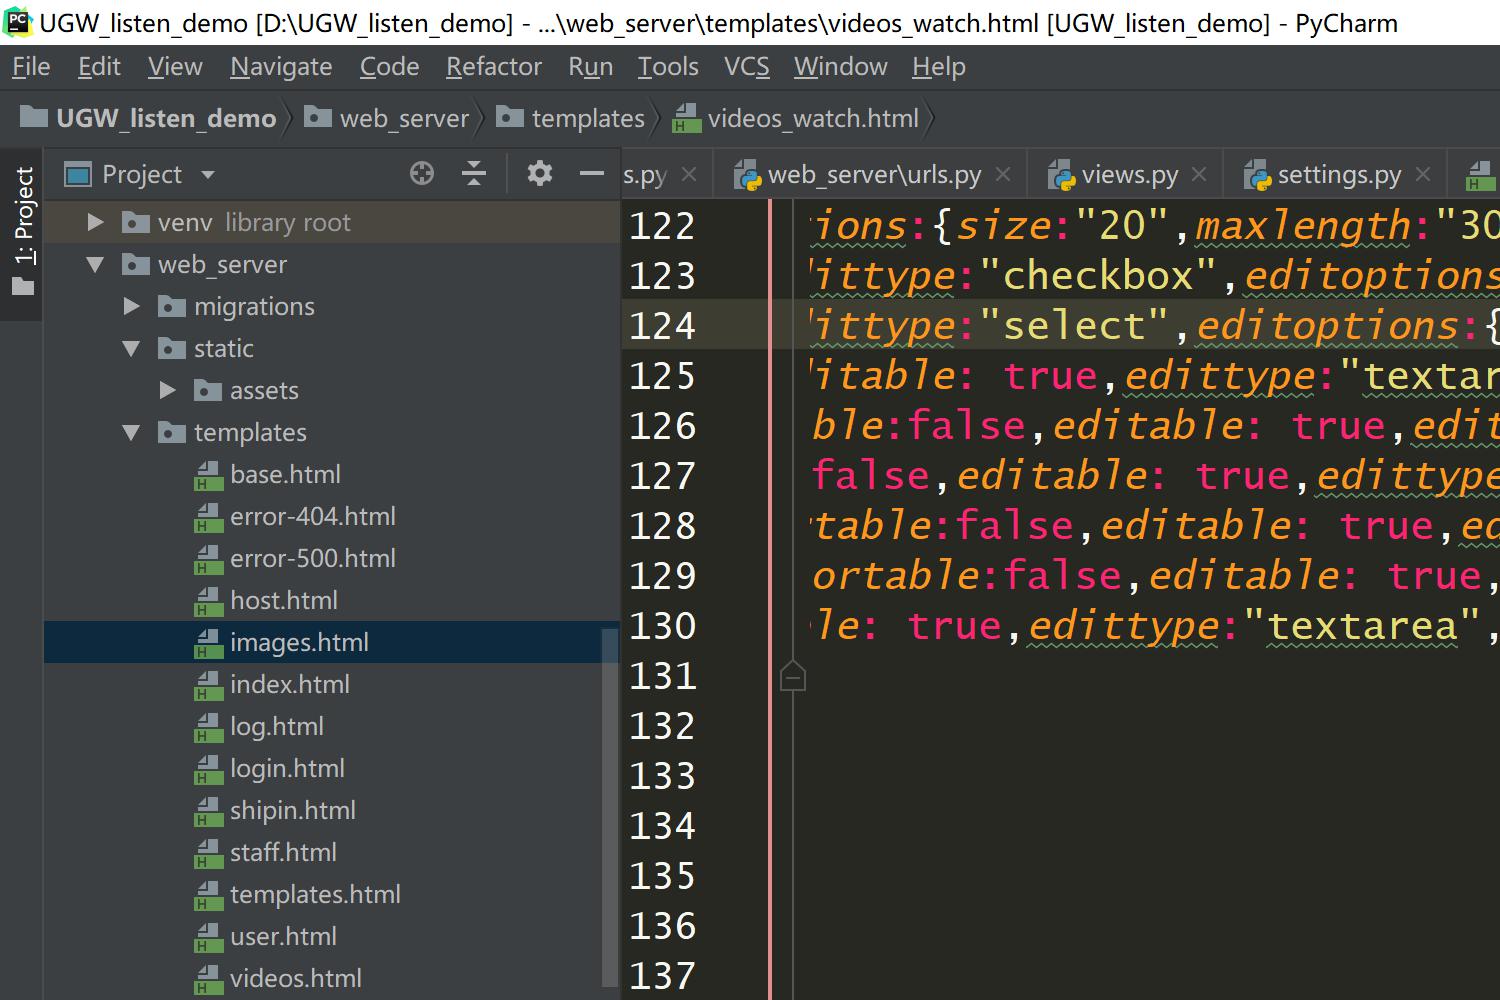 UGW_listen_demo [D:\UGW_listen_demo] - ...\web_server\templates\videos_watch.html [UGW_listen_demo] - PyCharm
File Edit View Navigate Code Refactor Run Tools VCS Window Help
UGW_listen_demo web_server templates videos_watch.html
1: Project
Project
s.py web_server\urls.py views.py settings.py
venv library root
web_server
migrations
static
assets
templates
base.html
error-404.html
error-500.html
host.html
images.html
index.html
log.html
login.html
shipin.html
staff.html
templates.html
user.html
videos.html
122 ions:{size:"20",maxlength:"30
123 ittype:"checkbox",editoptions
124 ittype:"select",editoptions:{
125 itable: true,edittype:"textar
126 ble:false,editable: true,edit
127 false,editable: true,edittype
128 table:false,editable: true,ed
129 ortable:false,editable: true,
130 le: true,edittype:"textarea",
131
132
133
134
135
136
137